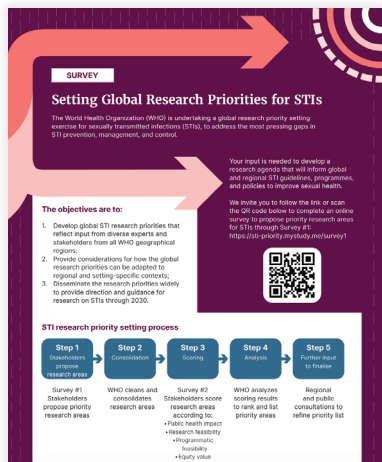 SURVEY
Setting Global Research Priorities for STIs
The World Health Organization (WHO) is undertaking a global research priority setting
exercise for sexually transmitted infections (STIs), to address the most pressing gaps in
STI prevention, management, and control.
Your input is needed to develop a
research agenda that will inform global
and regional STI guidelines, programmes,
and policies to improve sexual health.
We invite you to follow the link or scan
the QR code below to complete an online
survey to propose priority research areas
for STIs through Survey #1:
https://sti-priority.mystudy.me/survey1
The objectives are to:
1. Develop global STI research priorities that
reflect input from diverse experts and
stakeholders from all WHO geographical
regions;
2. Provide considerations for how the global
research priorities can be adapted to
regional and setting-specific contexts;
3. Disseminate the research priorities widely
to provide direction and guidance for
research on STIs through 2030.
STI research priority setting process
Step 1
Stakeholders
propose
research areas
Survey #1
Stakeholders
propose priority
research areas
Step 2
Consolidation
WHO cleans and
consolidates
research areas
Step 3
Scoring
Survey #2
Stakeholders score
research areas
according to:
• Public health impact
• Research feasibility
• Programmatic
feasibility
• Equity value
Step 4
Analysis
WHO analyzes
scoring results
to rank and list
priority areas
Step 5
Further input
to finalise
Regional
and public
consultations to
refine priority list